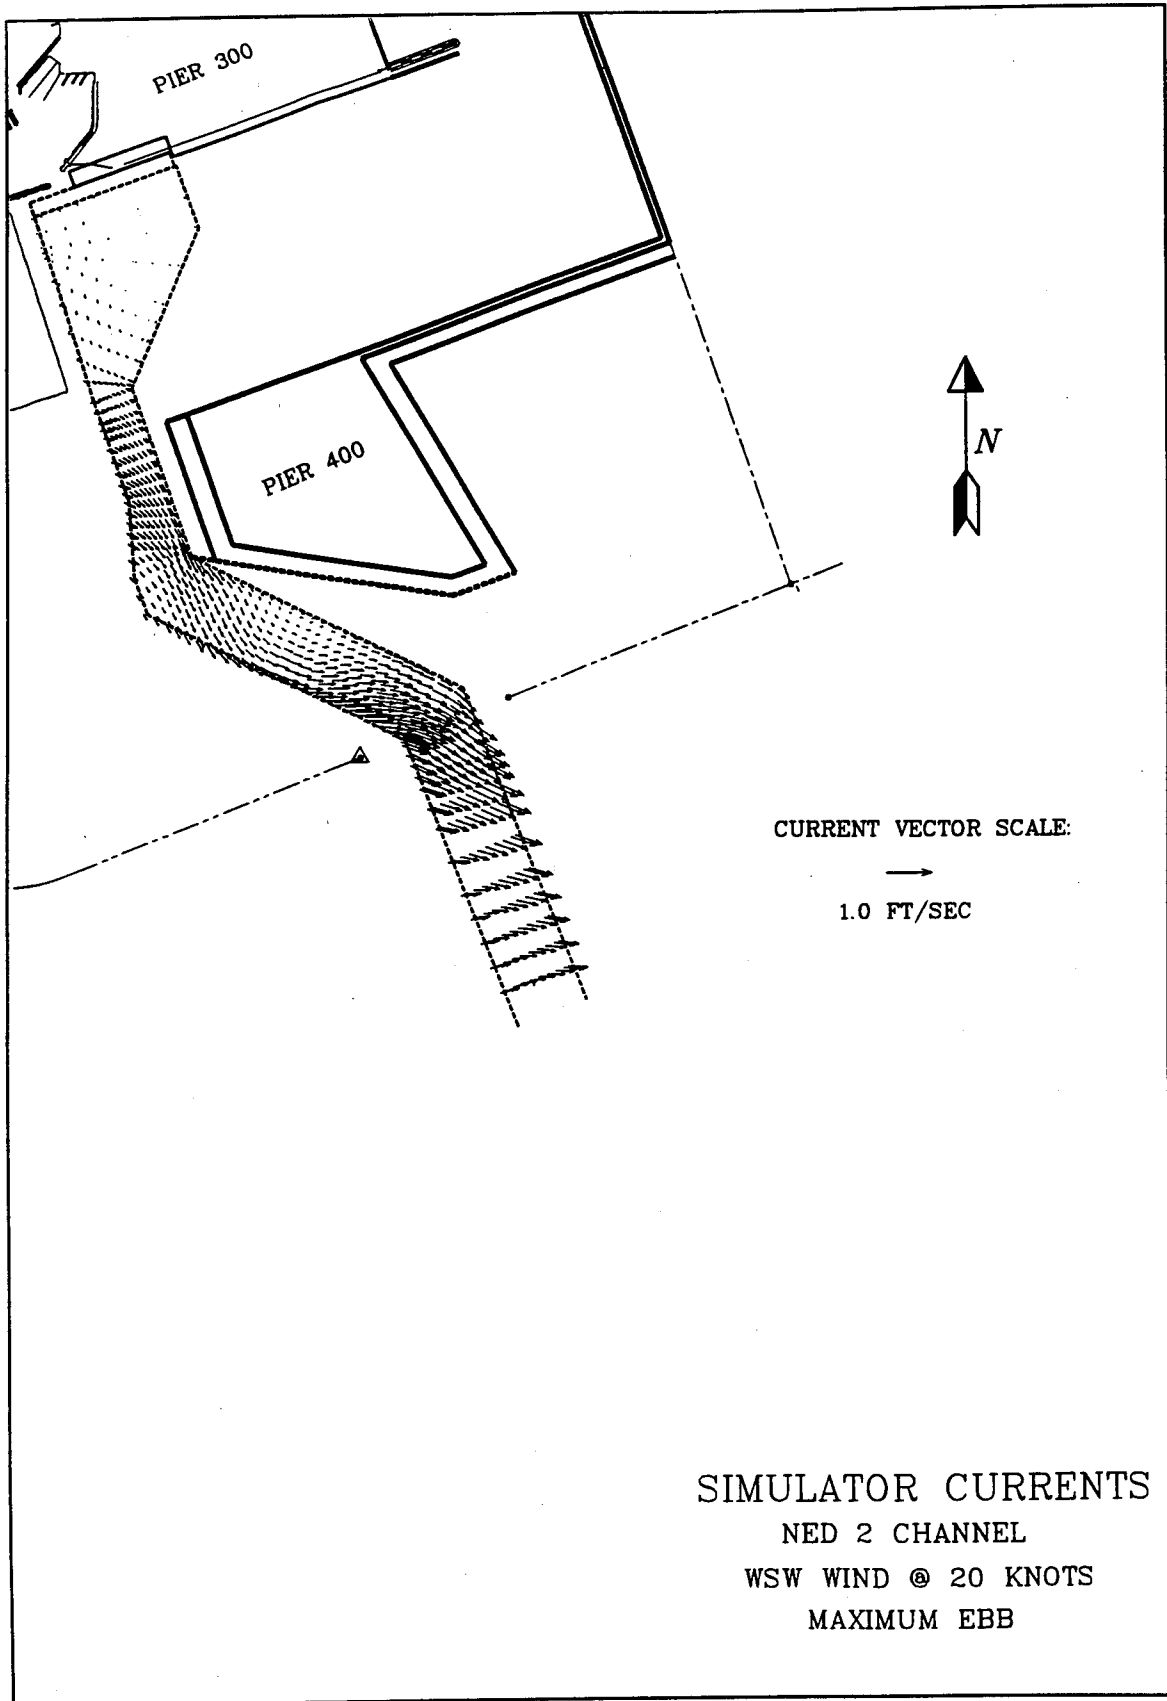 PIER 300
PIER 400
N
CURRENT VECTOR SCALE:
1.0 FT/SEC
SIMULATOR CURRENTS
NED 2 CHANNEL
WSW WIND @ 20 KNOTS
MAXIMUM EBB